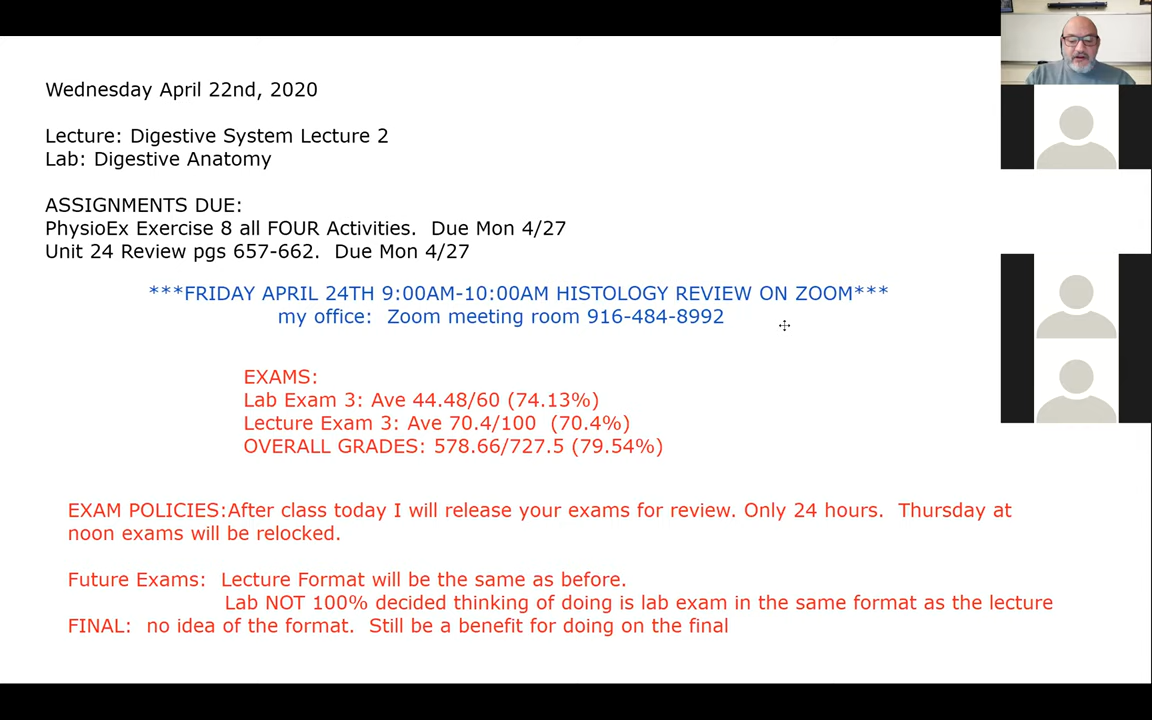 Wednesday April 22nd, 2020
Lecture: Digestive System Lecture 2
Lab: Digestive Anatomy
ASSIGNMENTS DUE:
PhysioEx Exercise 8 all FOUR Activities.  Due Mon 4/27
Unit 24 Review pgs 657-662.  Due Mon 4/27
***FRIDAY APRIL 24TH 9:00AM-10:00AM HISTOLOGY REVIEW ON ZOOM***
my office:  Zoom meeting room 916-484-8992
EXAMS:
Lab Exam 3: Ave 44.48/60 (74.13%)
Lecture Exam 3: Ave 70.4/100  (70.4%)
OVERALL GRADES: 578.66/727.5 (79.54%)
EXAM POLICIES:After class today I will release your exams for review. Only 24 hours.  Thursday at
noon exams will be relocked.
Future Exams:  Lecture Format will be the same as before.
Lab NOT 100% decided thinking of doing is lab exam in the same format as the lecture
FINAL:  no idea of the format.  Still be a benefit for doing on the final